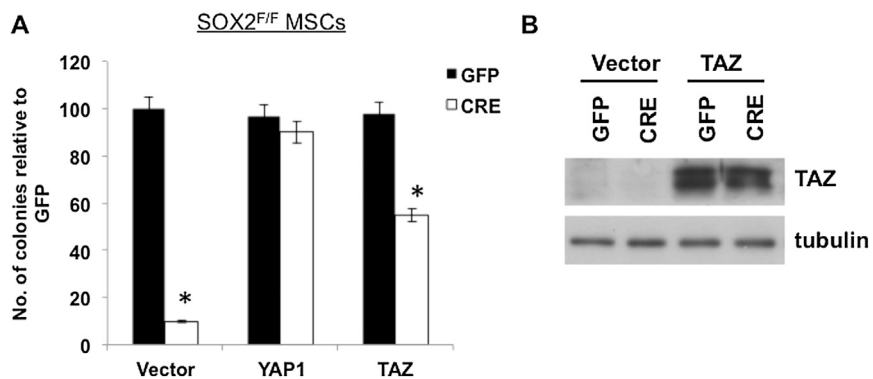 A
SOX2F/F MSCs
No. of colonies relative to
GFP
120
100
80
60
40
20
0
*
*
GFP
CRE
Vector
YAP1
TAZ
B
Vector
TAZ
GFP
CRE
GFP
CRE
TAZ
tubulin